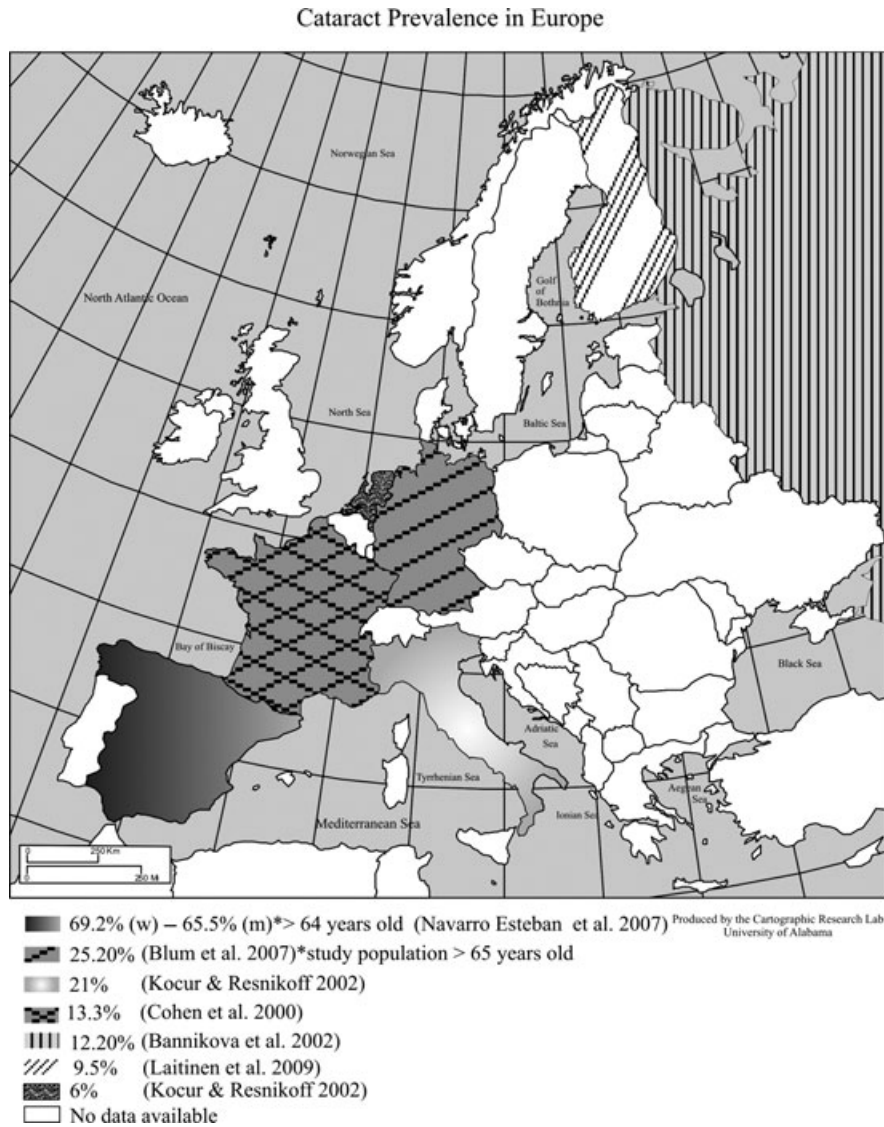 Cataract Prevalence in Europe
Norwegian Sea
North Atlantic Ocean
Golf
of
Bothnia
North Sea
Baltic Sea
Bay of Biscay
Black Sea
Adriatic
Sea
Tyrrhenian Sea
Aegean
Sea
Ionian Sea
Mediterranean Sea
0 250 Km
0 250 Mi
69.2% (w) – 65.5% (m)*> 64 years old (Navarro Esteban et al. 2007)
Produced by the Cartographic Research Lab
University of Alabama
25.20% (Blum et al. 2007)*study population > 65 years old
21% (Kocur & Resnikoff 2002)
13.3% (Cohen et al. 2000)
12.20% (Bannikova et al. 2002)
9.5% (Laitinen et al. 2009)
6% (Kocur & Resnikoff 2002)
No data available